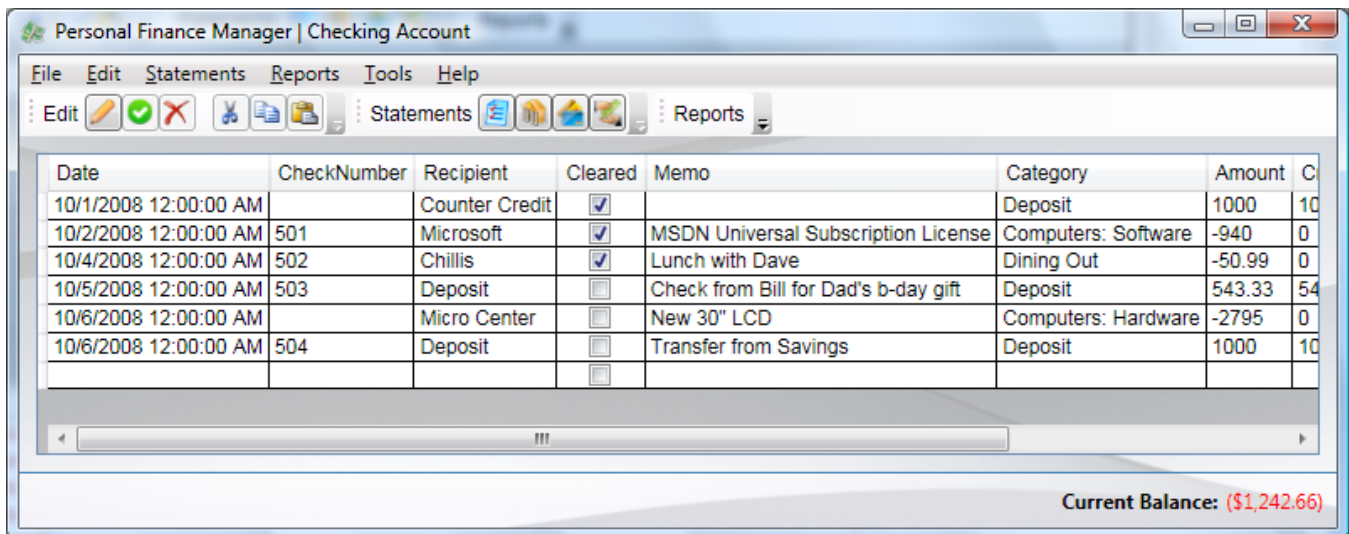 Personal Finance Manager | Checking Account
File Edit Statements Reports Tools Help
Edit Statements Reports
Date CheckNumber Recipient Cleared Memo Category Amount
10/1/2008 12:00:00 AM Counter Credit Deposit 1000 10
10/2/2008 12:00:00 AM 501 Microsoft MSDN Universal Subscription License Computers: Software -940 0
10/4/2008 12:00:00 AM 502 Chillis Lunch with Dave Dining Out -50.99 0
10/5/2008 12:00:00 AM 503 Deposit Check from Bill for Dad's b-day gift Deposit 543.33 54
10/6/2008 12:00:00 AM Micro Center New 30" LCD Computers: Hardware -2795 0
10/6/2008 12:00:00 AM 504 Deposit Transfer from Savings Deposit 1000 10
Current Balance: ($1,242.66)